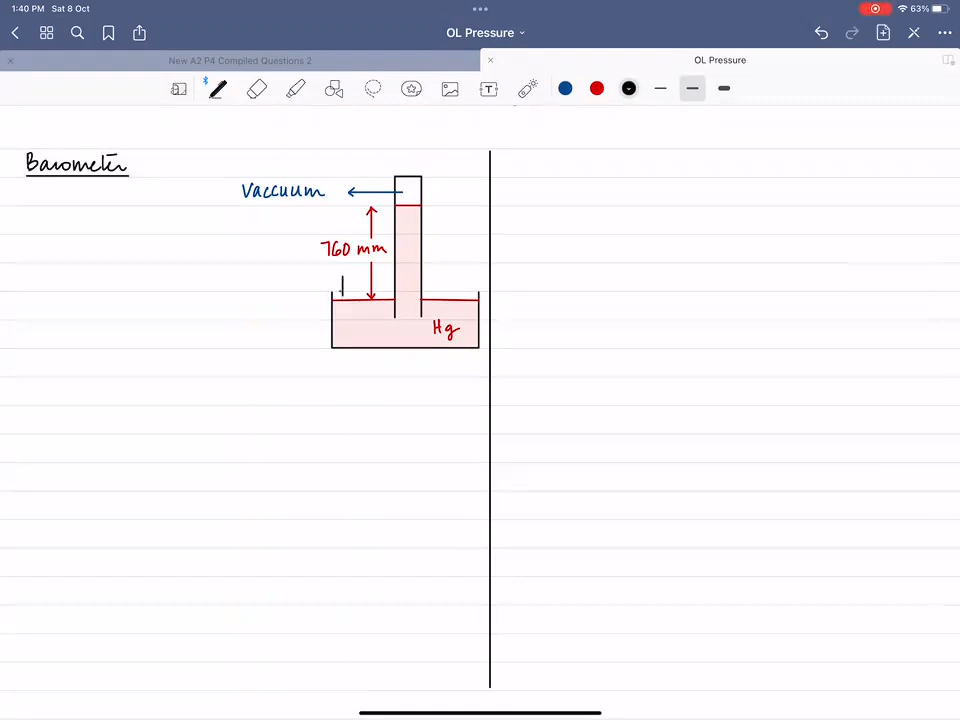 1:40 PM Sat 8 Oct
63%
OL Pressure
New A2 P4 Compiled Questions 2
OL Pressure
T
Barometer
Vaccuum
760 mm
Hg